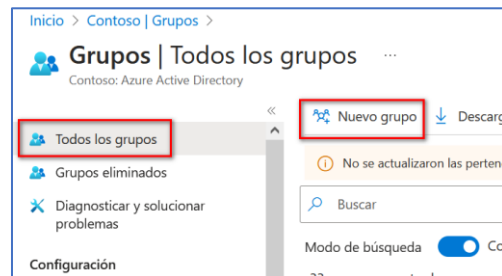 Inicio > Contoso | Grupos >
Grupos | Todos los grupos ...
Contoso: Azure Active Directory
«
Todos los grupos
Nuevo grupo
Grupos eliminados
No se actualizaron las
Diagnosticar y solucionar
problemas
Buscar
Modo de búsqueda
Configuración